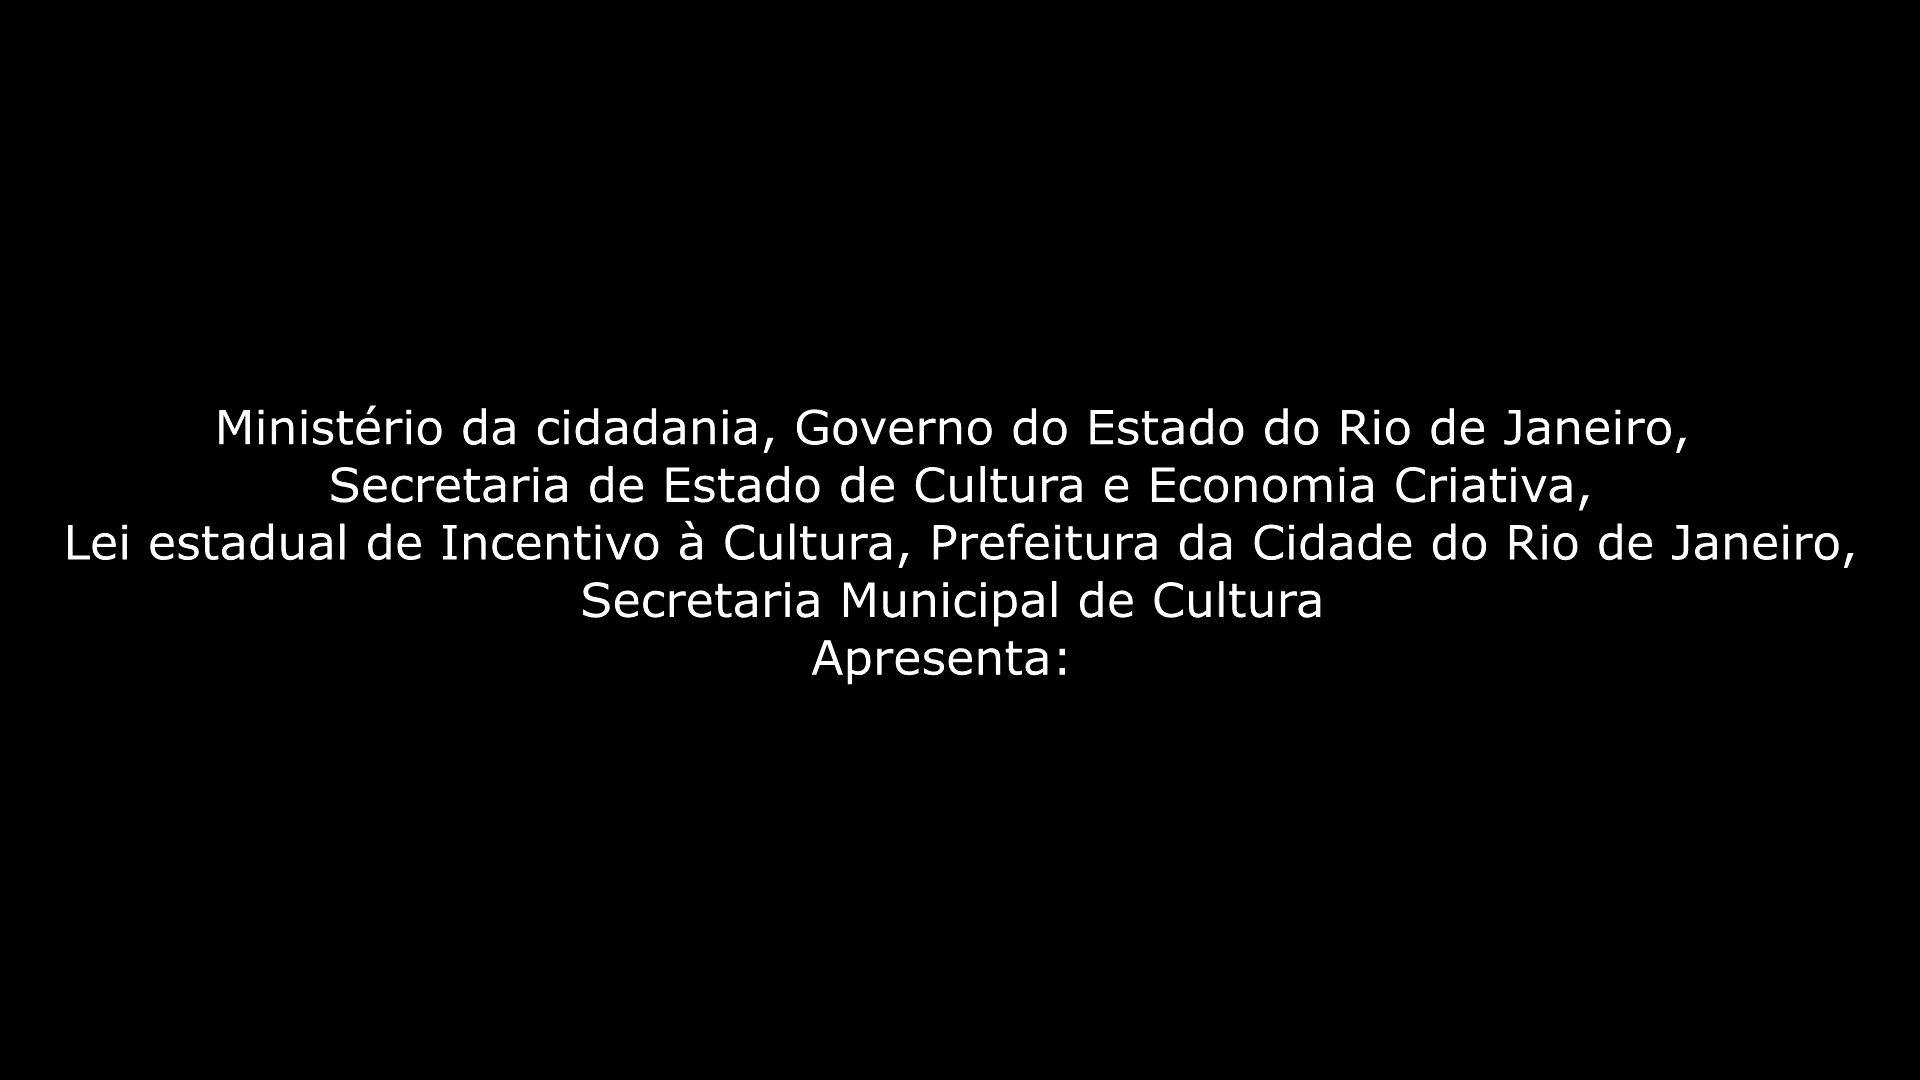 Ministério da cidadania, Governo do Estado do Rio de Janeiro,
Secretaria de Estado de Cultura e Economia Criativa,
Lei estadual de Incentivo à Cultura, Prefeitura da Cidade do Rio de Janeiro,
Secretaria Municipal de Cultura
Apresenta: